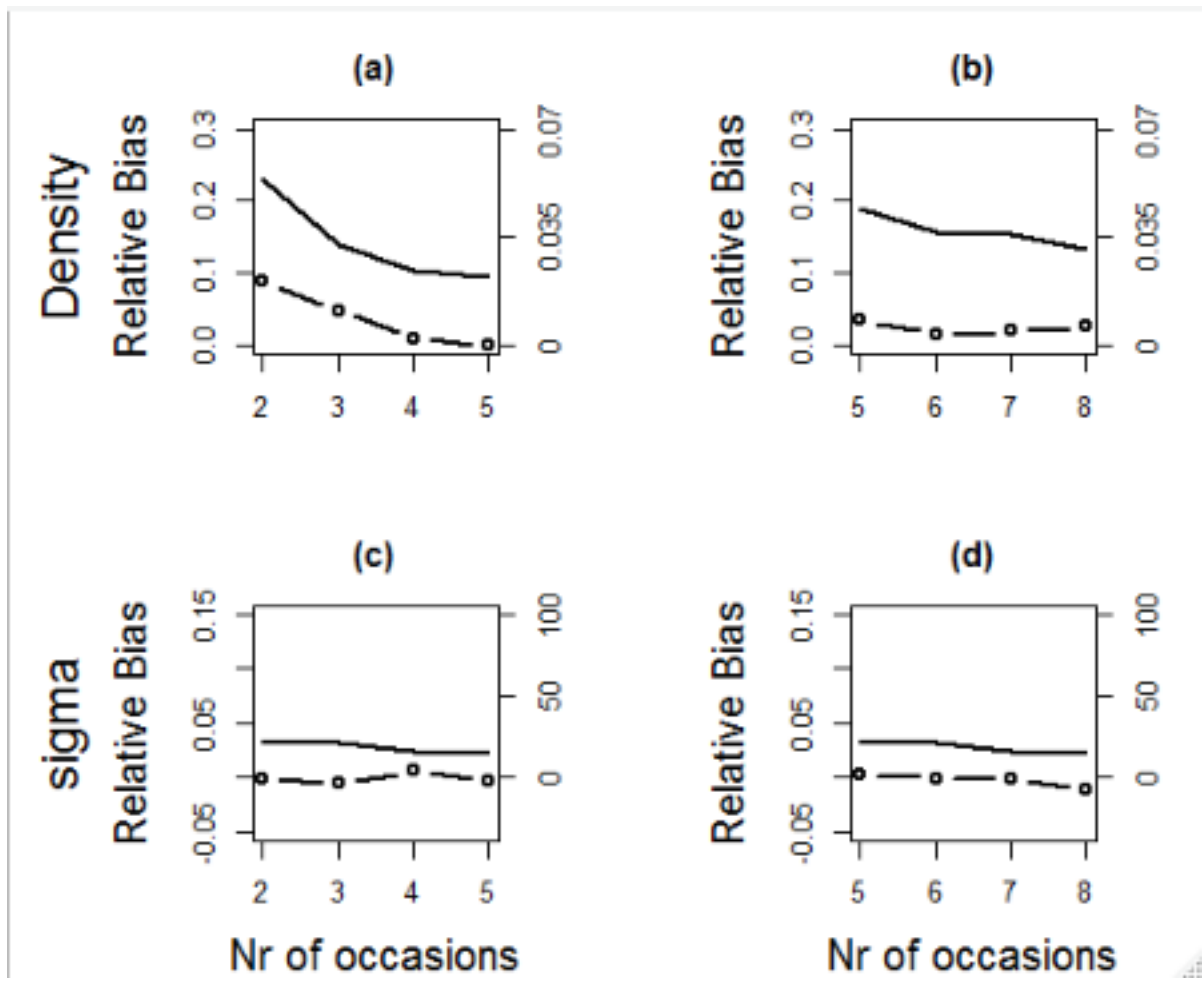 (a)
Density
Relative Bias
0.0 0.1 0.2 0.3
0 0.035 0.07
2 3 4 5
(b)
Relative Bias
0.0 0.1 0.2 0.3
0 0.035 0.07
5 6 7 8
(c)
sigma
Relative Bias
-0.05 0.05 0.15
0 50 100
2 3 4 5
Nr of occasions
(d)
Relative Bias
-0.05 0.05 0.15
0 50 100
5 6 7 8
Nr of occasions